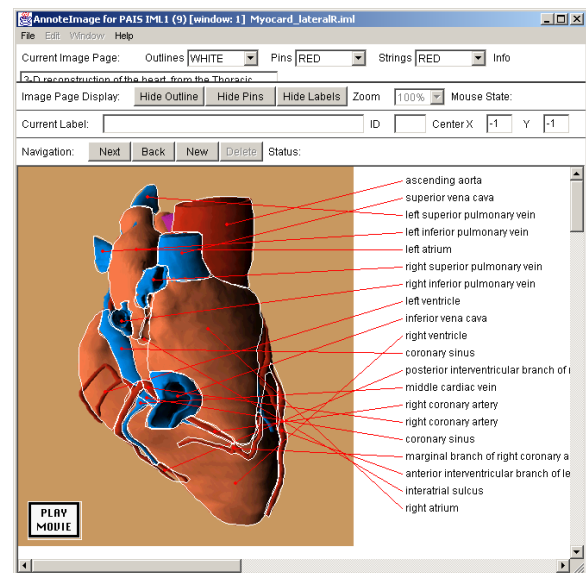 AnnoteImage for PAIS IML1 (9) [window: 1] Myocard_lateralR.iml
File Edit Window Help
Current Image Page: Outlines WHITE Pins RED Strings RED Info
3-D reconstruction of the heart from the Thoracic
Image Page Display: Hide Outline Hide Pins Hide Labels Zoom 100% Mouse State:
Current Label: ID Center X -1 Y -1
Navigation: Next Back New Delete Status:
ascending aorta
superior vena cava
left superior pulmonary vein
left inferior pulmonary vein
left atrium
right superior pulmonary vein
right inferior pulmonary vein
left ventricle
inferior vena cava
right ventricle
coronary sinus
posterior interventricular branch of
middle cardiac vein
right coronary artery
right coronary artery
coronary sinus
marginal branch of right coronary a
anterior interventricular branch of le
interatrial sulcus
right atrium
PLAY
MOVIE